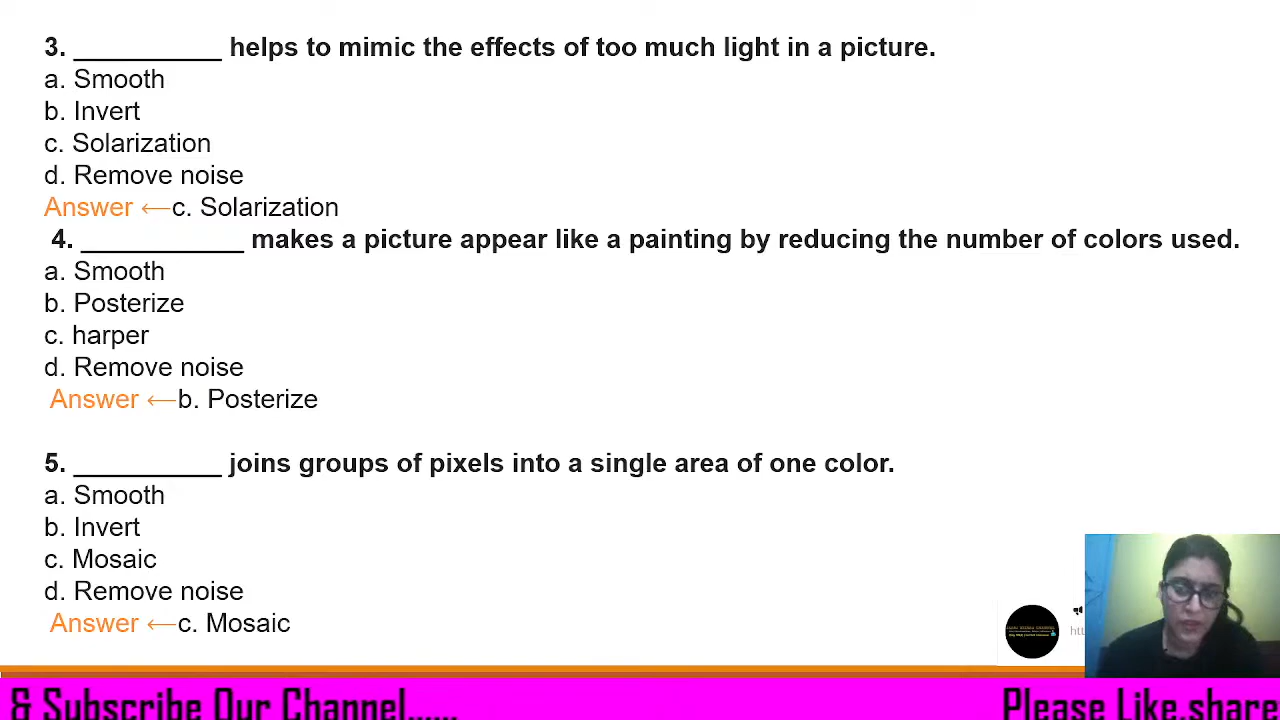 3. __________ helps to mimic the effects of too much light in a picture.
a. Smooth
b. Invert
c. Solarization
d. Remove noise
Answer ←c. Solarization
4. ___________ makes a picture appear like a painting by reducing the number of colors used.
a. Smooth
b. Posterize
c. harper
d. Remove noise
Answer ←b. Posterize
5. __________ joins groups of pixels into a single area of one color.
a. Smooth
b. Invert
c. Mosaic
d. Remove noise
Answer ←c. Mosaic
& Subscribe Our Channel...... Please Like,share